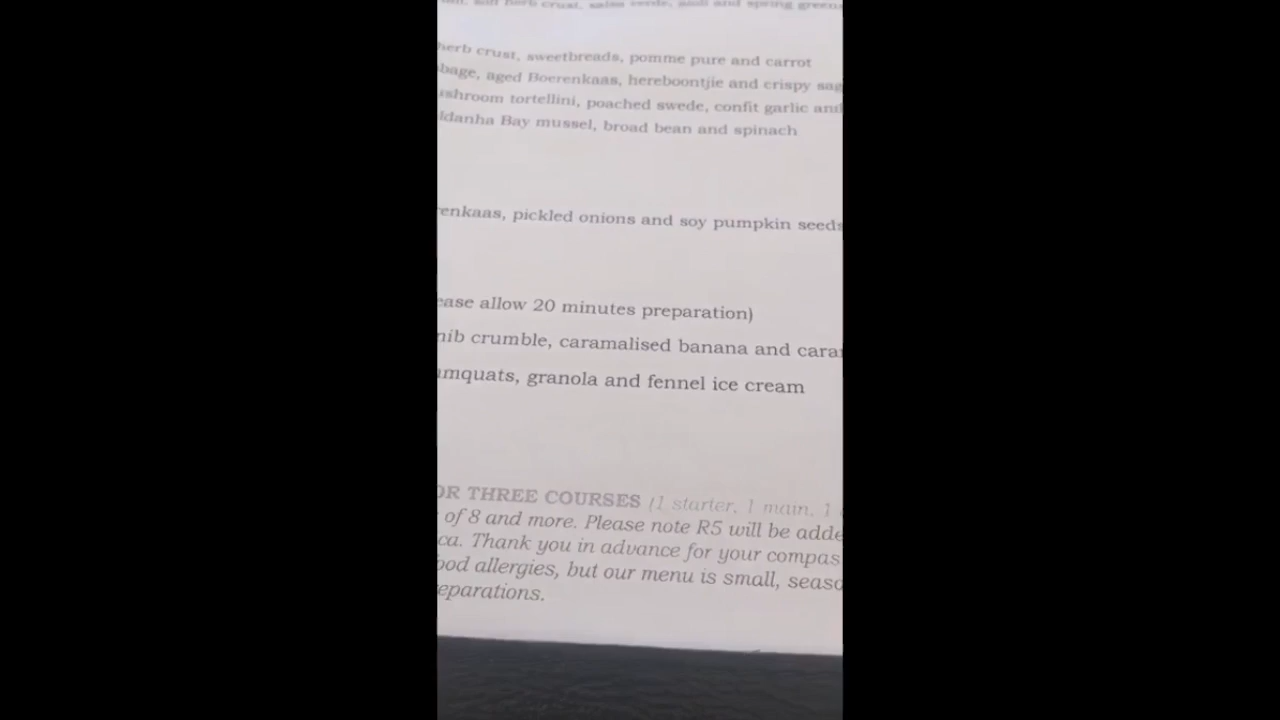 herb crust, sweetbreads, pomme pure and carrot
bage, aged Boerenkaas, hereboontjie and crispy sag
shroom tortellini, poached swede, confit garlic and
ldanha Bay mussel, broad bean and spinach
enkaas, pickled onions and soy pumpkin seeds
ease allow 20 minutes preparation)
nib crumble, caramalised banana and cara
umquats, granola and fennel ice cream
OR THREE COURSES (1 starter, 1 main, 1
of 8 and more. Please note R5 will be adde
ca. Thank you in advance for your compas
ood allergies, but our menu is small, seaso
eparations.